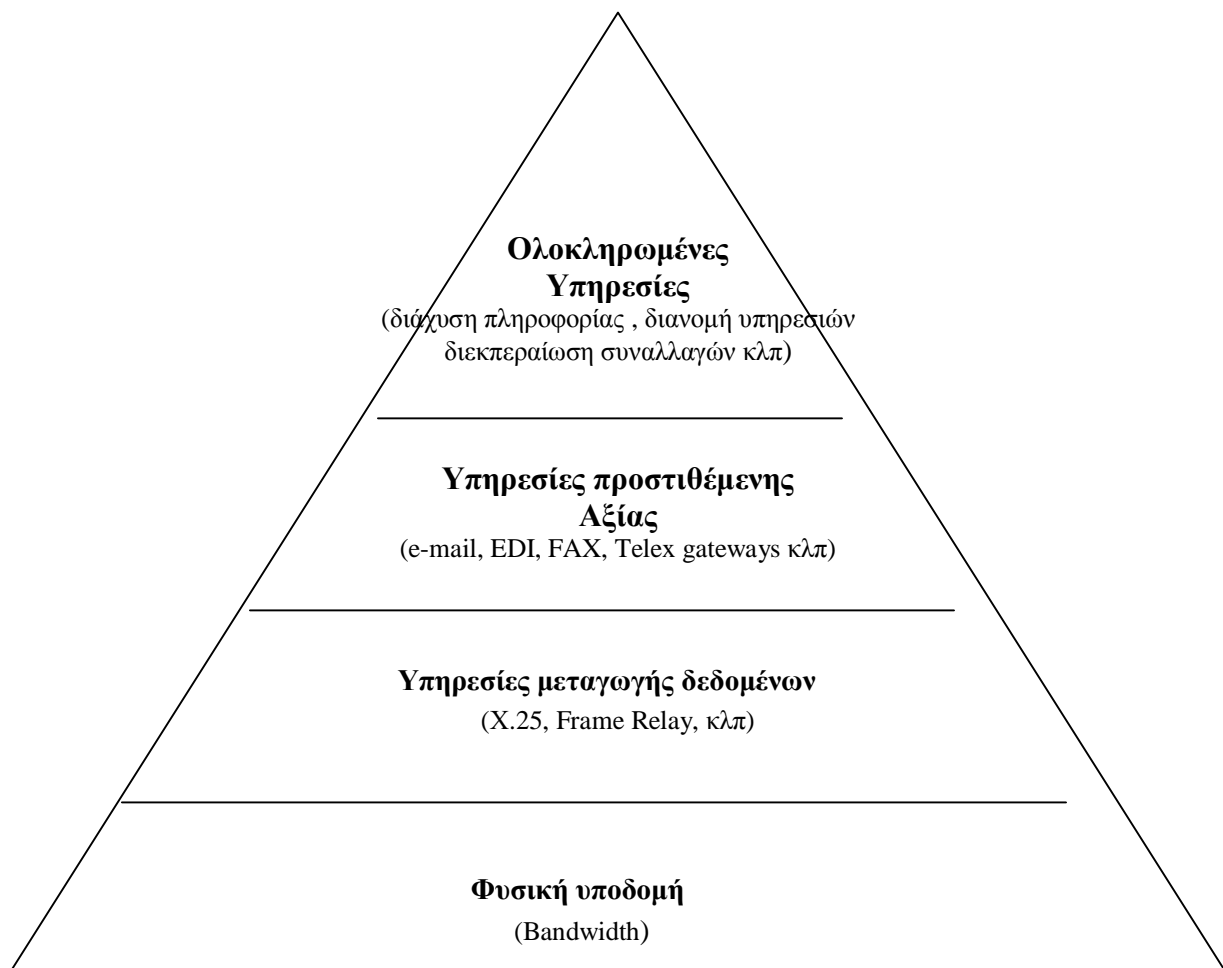 Ολοκληρωμένες
Υπηρεσίες
(διάχυση πληροφορίας , διανομή υπηρεσιών
διεκπεραίωση συναλλαγών κλπ)
Υπηρεσίες προστιθέμενης
Αξίας
(e-mail, EDI, FAX, Telex gateways κλπ)
Υπηρεσίες μεταγωγής δεδομένων
(X.25, Frame Relay, κλπ)
Φυσική υποδομή
(Bandwidth)